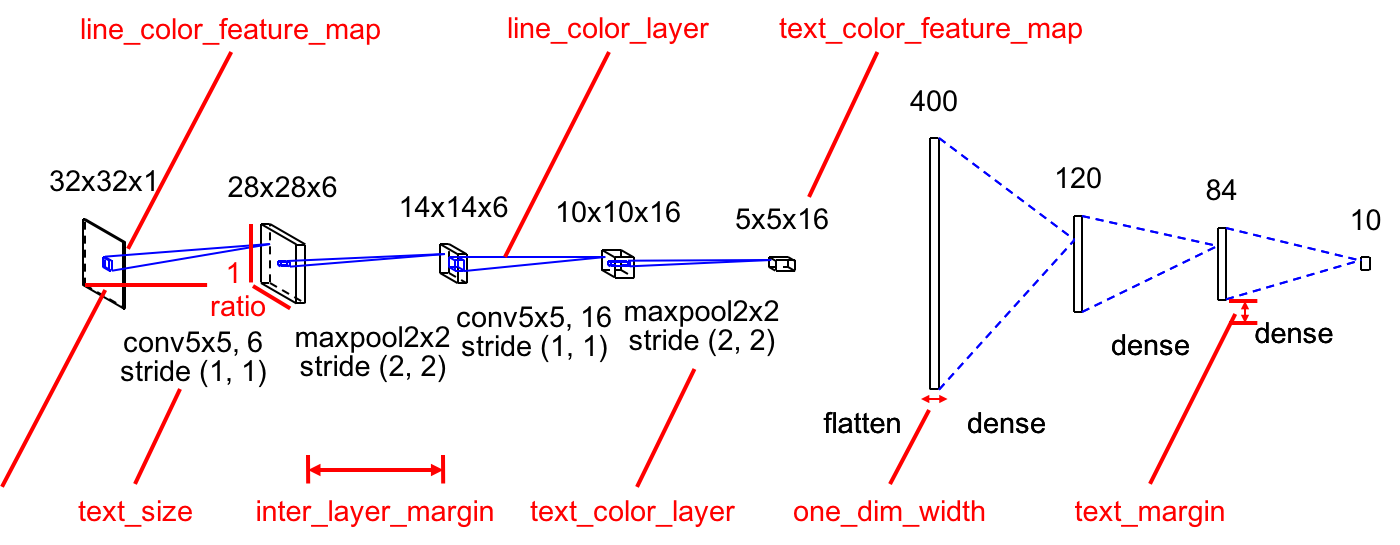 line_color_feature_map
line_color_layer
text_color_feature_map
400
32x32x1
28x28x6
14x14x6
10x10x16
5x5x16
120
84
10
1
ratio
conv5x5, 6
stride (1, 1)
maxpool2x2
stride (2, 2)
conv5x5, 16
stride (1, 1)
maxpool2x2
stride (2, 2)
flatten
dense
dense
dense
text_size
inter_layer_margin
text_color_layer
one_dim_width
text_margin